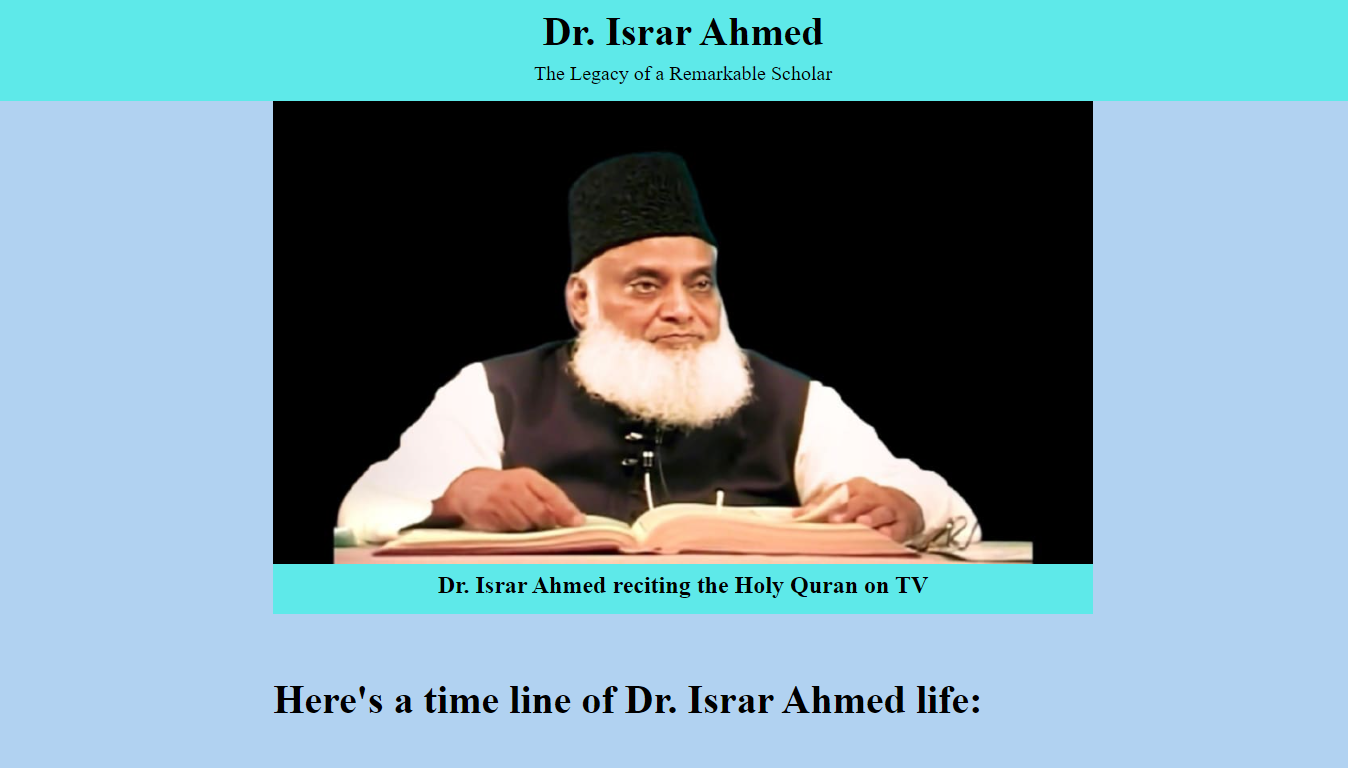 Dr. Israr Ahmed
The Legacy of a Remarkable Scholar
Dr. Israr Ahmed reciting the Holy Quran on TV
Here's a time line of Dr. Israr Ahmed life: